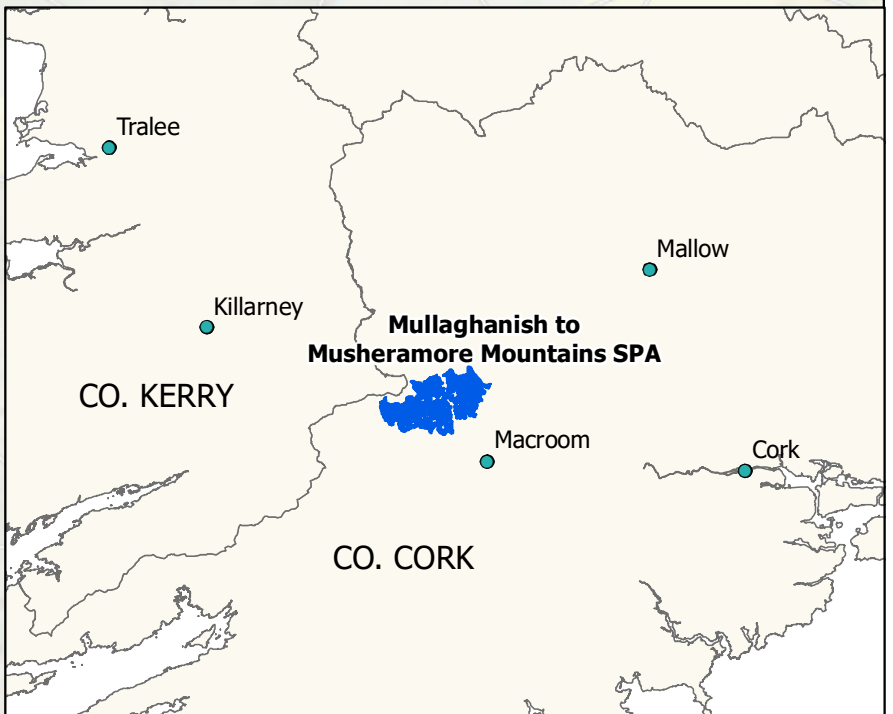 Tralee
Mallow
Killarney
Mullaghanish to
Musheramore Mountains SPA
CO. KERRY
Macroom
Cork
CO. CORK